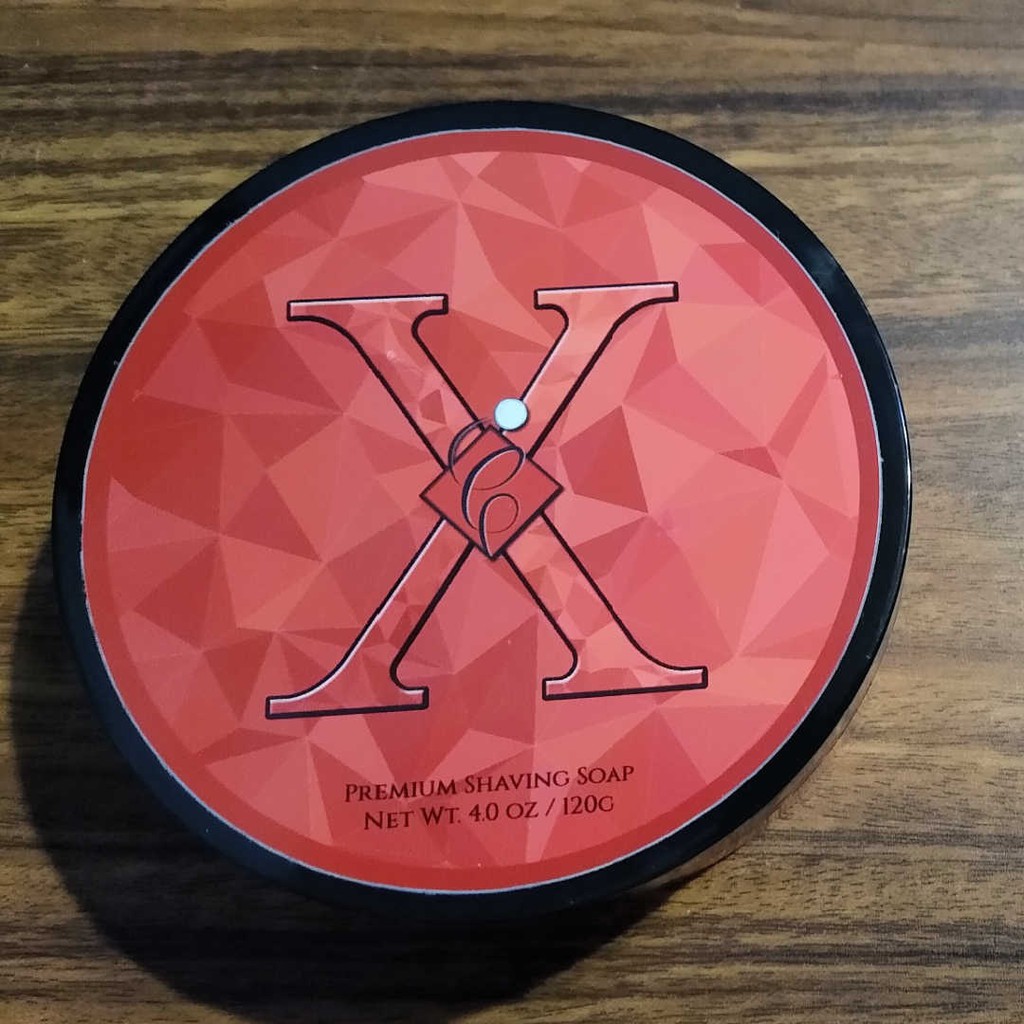 X
C
Premium Shaving Soap
Net Wt. 4.0 oz / 120g